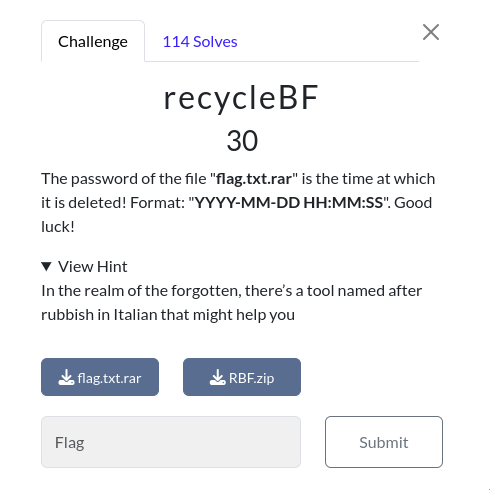 Challenge
114 Solves
recycleBF
30
The password of the file "flag.txt.rar" is the time at which
it is deleted! Format: "YYYY-MM-DD HH:MM:SS". Good
luck!
▼ View Hint
In the realm of the forgotten, there’s a tool named after
rubbish in Italian that might help you
flag.txt.rar
RBF.zip
Flag
Submit